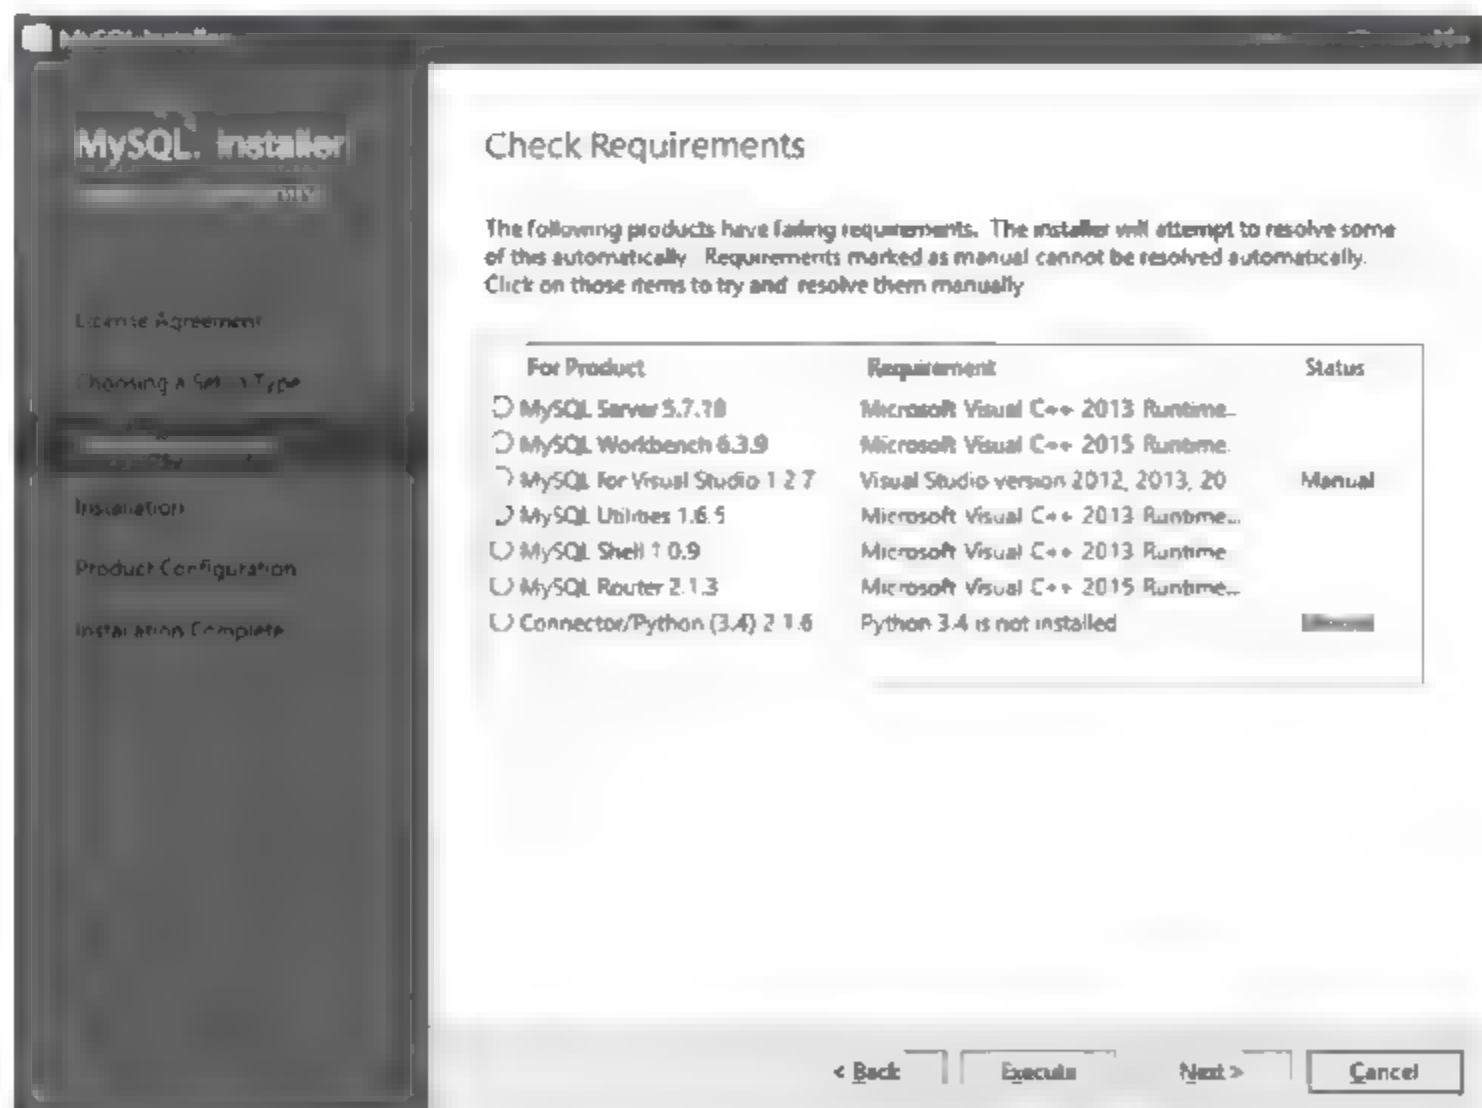 MySQL Installer
MySQL. Installer
License Agreement
Choosing a Setup Type
Installation
Product Configuration
Installation Complete
Check Requirements
The following products have failing requirements. The installer will attempt to resolve some
of this automatically. Requirements marked as manual cannot be resolved automatically.
Click on those items to try and resolve them manually
For Product Requirement Status
MySQL Server 5.7.18 Microsoft Visual C++ 2013 Runtime...
MySQL Workbench 6.3.9 Microsoft Visual C++ 2015 Runtime...
MySQL for Visual Studio 1.2.7 Visual Studio version 2012, 2013, 20 Manual
MySQL Utilities 1.6.5 Microsoft Visual C++ 2013 Runtime...
MySQL Shell 1.0.9 Microsoft Visual C++ 2013 Runtime
MySQL Router 2.1.3 Microsoft Visual C++ 2015 Runtime...
Connector/Python (3.4) 2.1.6 Python 3.4 is not installed
< Back Execute Next > Cancel